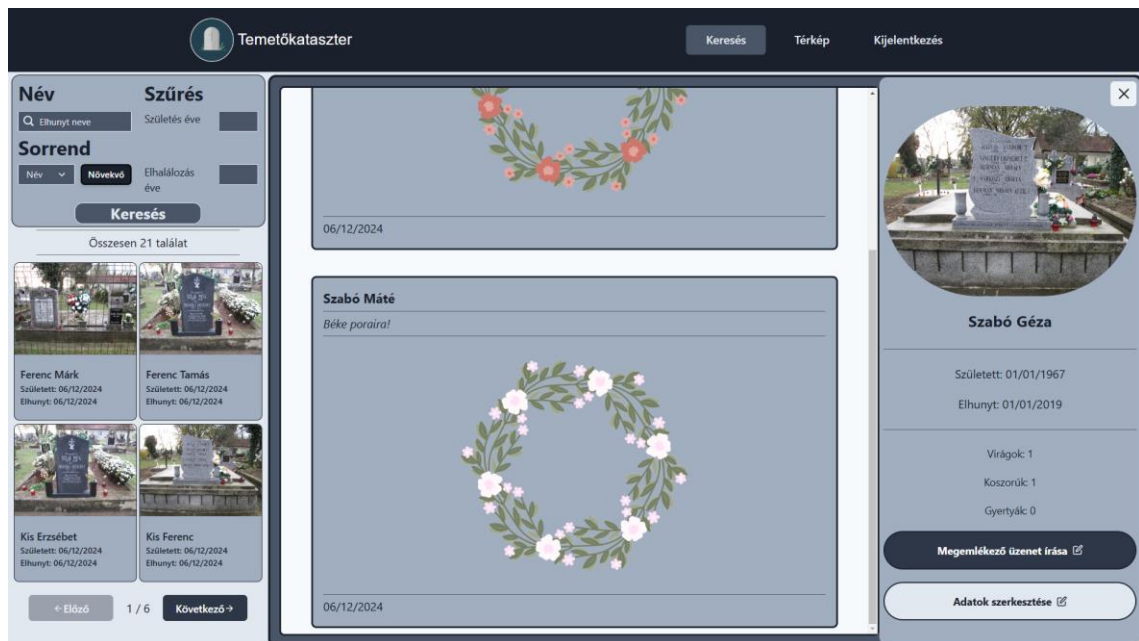 Temetőkataszter
Keresés
Térkép
Kijelentkezés
Név
Szűrés
Elhunyt neve
Születés éve
Sorrend
Név
Növekvő
Elhalálozás
éve
Keresés
Összesen 21 találat
Ferenc Márk
Született: 06/12/2024
Elhunyt: 06/12/2024
Ferenc Tamás
Született: 06/12/2024
Elhunyt: 06/12/2024
Kis Erzsébet
Született: 06/12/2024
Elhunyt: 06/12/2024
Kis Ferenc
Született: 06/12/2024
Elhunyt: 06/12/2024
←Előző
1 / 6
Következő→
06/12/2024
Szabó Máté
Béke poraira!
06/12/2024
Szabó Géza
Született: 01/01/1967
Elhunyt: 01/01/2019
Virágok: 1
Koszorúk: 1
Gyertyák: 0
Megemlékező üzenet írása
Adatok szerkesztése